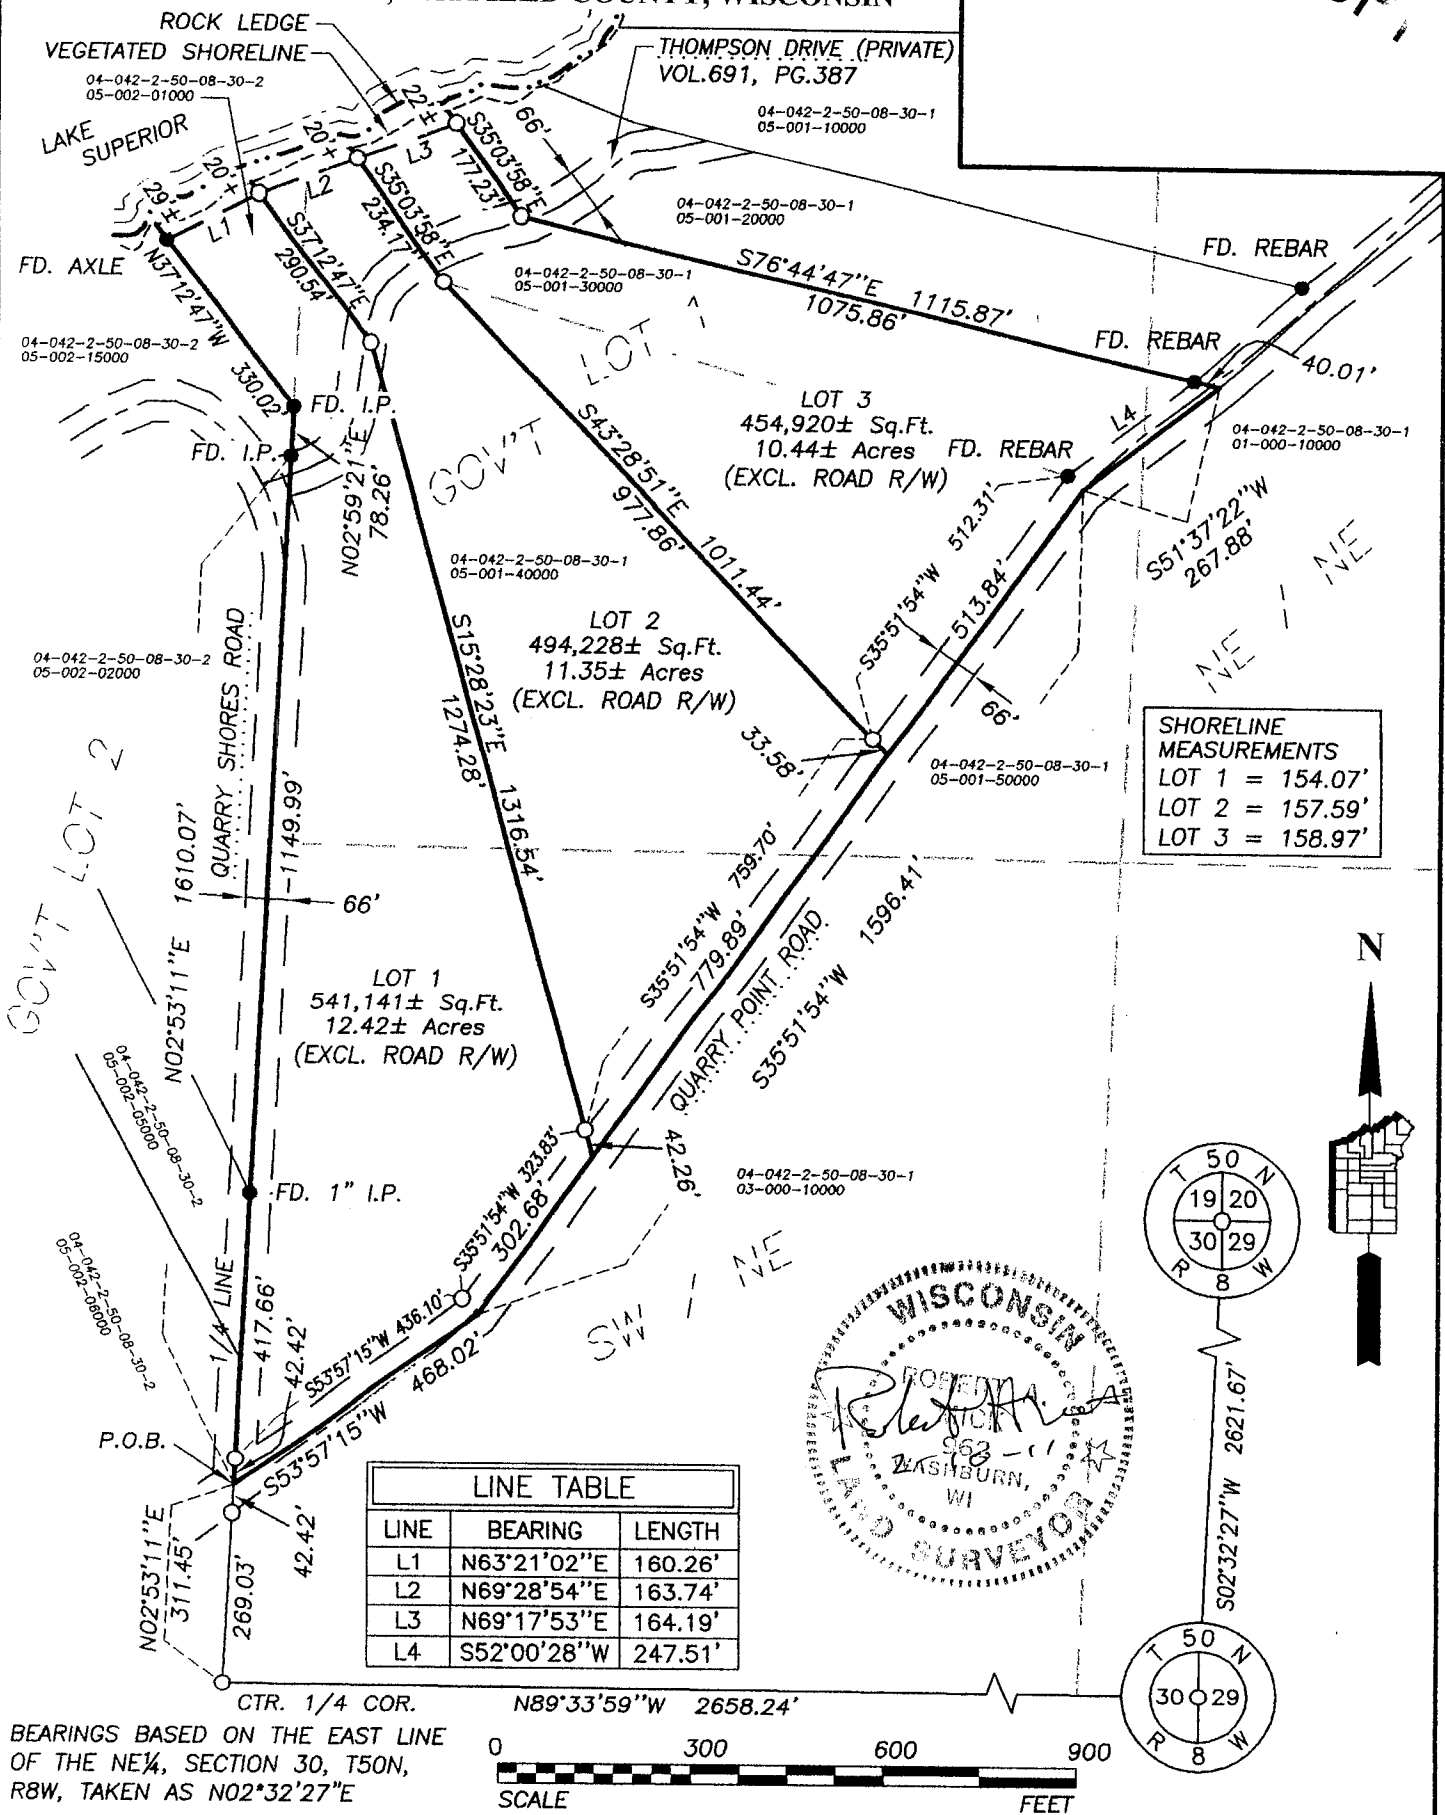 COUNTY, WISCONSIN
ROCK LEDGE
VEGETATED SHORELINE
THOMPSON DRIVE (PRIVATE)
VOL.691, PG.387
04-042-2-50-08-30-2
05-002-01000
LAKE
SUPERIOR
04-042-2-50-08-30-1
05-001-10000
29'±
20'±
20'±
22'±
66'
L1
L2
L3
S35°03'58"E
177.23'
S35°03'58"E
234.17'
S37°12'47"E
290.54'
N37°12'47"W
330.02'
FD. AXLE
04-042-2-50-08-30-1
05-001-20000
FD. REBAR
04-042-2-50-08-30-1
05-001-30000
S76°44'47"E 1115.87'
1075.86'
FD. REBAR
40.01'
04-042-2-50-08-30-2
05-002-15000
FD. I.P.
FD. I.P.
N02°59'21"E
78.26'
GOV'T LOT 1
LOT 3
454,920± Sq.Ft.
10.44± Acres
(EXCL. ROAD R/W)
FD. REBAR
L4
04-042-2-50-08-30-1
01-000-10000
S51°37'22"W
267.88'
NE - NE
S43°28'51"E 1011.44'
977.86'
04-042-2-50-08-30-1
05-001-40000
LOT 2
494,228± Sq.Ft.
11.35± Acres
(EXCL. ROAD R/W)
S35°51'54"W 512.31'
513.84'
66'
33.58'
04-042-2-50-08-30-1
05-001-50000
SHORELINE
MEASUREMENTS
LOT 1 = 154.07'
LOT 2 = 157.59'
LOT 3 = 158.97'
04-042-2-50-08-30-2
05-002-02000
QUARRY SHORES ROAD
S15°28'23"E 1316.54'
1274.28'
GOV'T LOT 2
N02°53'11"E 1610.07'
1149.99'
66'
S35°51'54"W 759.70'
779.89'
QUARRY POINT ROAD
S35°51'54"W 1596.41'
LOT 1
541,141± Sq.Ft.
12.42± Acres
(EXCL. ROAD R/W)
N
04-042-2-50-08-30-2
05-002-05000
FD. 1" I.P.
42.26'
04-042-2-50-08-30-1
03-000-10000
S35°51'54"W 323.83'
302.68'
04-042-2-50-08-30-2
05-002-06000
1/4 LINE
417.66'
42.42'
S53°57'15"W 436.10'
468.02'
S53°57'15"W
SW - NE
P.O.B.
N02°53'11"E
311.45'
269.03'
42.42'
T 50 N
19 20
30 29
R 8 W
WISCONSIN
ROBERT
WASHBURN,
WI
LAND SURVEYOR
S02°32'27"W 2621.67'
LINE TABLE
LINE BEARING LENGTH
L1 N63°21'02"E 160.26'
L2 N69°28'54"E 163.74'
L3 N69°17'53"E 164.19'
L4 S52°00'28"W 247.51'
T 50 N
30 29
R 8 W
CTR. 1/4 COR.
N89°33'59"W 2658.24'
BEARINGS BASED ON THE EAST LINE
OF THE NE¼, SECTION 30, T50N,
R8W, TAKEN AS N02°32'27"E
0 300 600 900
SCALE FEET